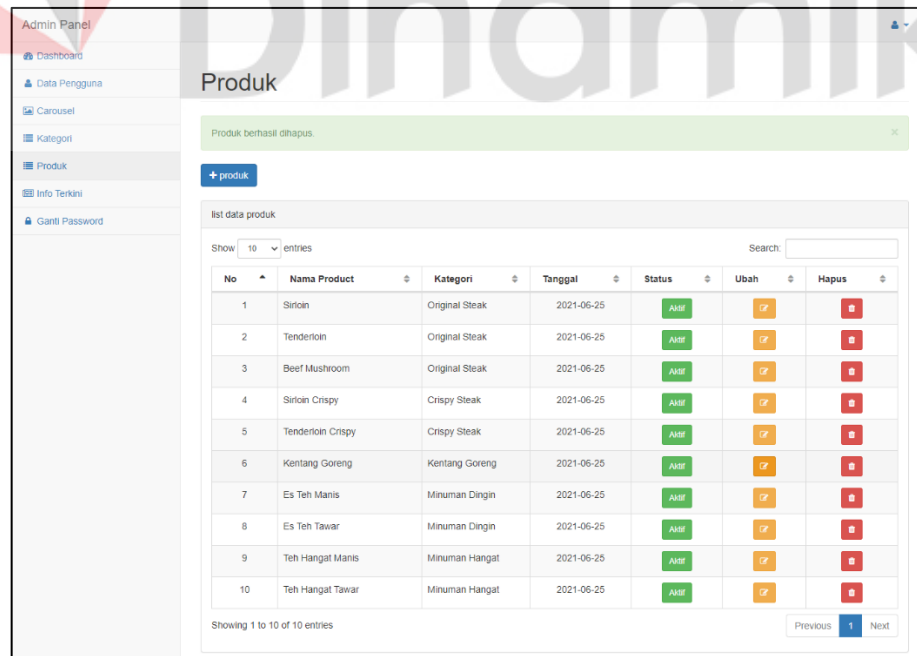 Dinamik
Admin Panel
Dashboard
Data Pengguna
Carousel
Kategori
Produk
Info Terkini
Ganti Password
Produk
Produk berhasil dihapus. ×
+ produk
list data produk
Show 10 entries Search:
No Nama Product Kategori Tanggal Status Ubah Hapus
1 Sirloin Original Steak 2021-06-25 Aktif
2 Tenderloin Original Steak 2021-06-25 Aktif
3 Beef Mushroom Original Steak 2021-06-25 Aktif
4 Sirloin Crispy Crispy Steak 2021-06-25 Aktif
5 Tenderloin Crispy Crispy Steak 2021-06-25 Aktif
6 Kentang Goreng Kentang Goreng 2021-06-25 Aktif
7 Es Teh Manis Minuman Dingin 2021-06-25 Aktif
8 Es Teh Tawar Minuman Dingin 2021-06-25 Aktif
9 Teh Hangat Manis Minuman Hangat 2021-06-25 Aktif
10 Teh Hangat Tawar Minuman Hangat 2021-06-25 Aktif
Showing 1 to 10 of 10 entries Previous 1 Next